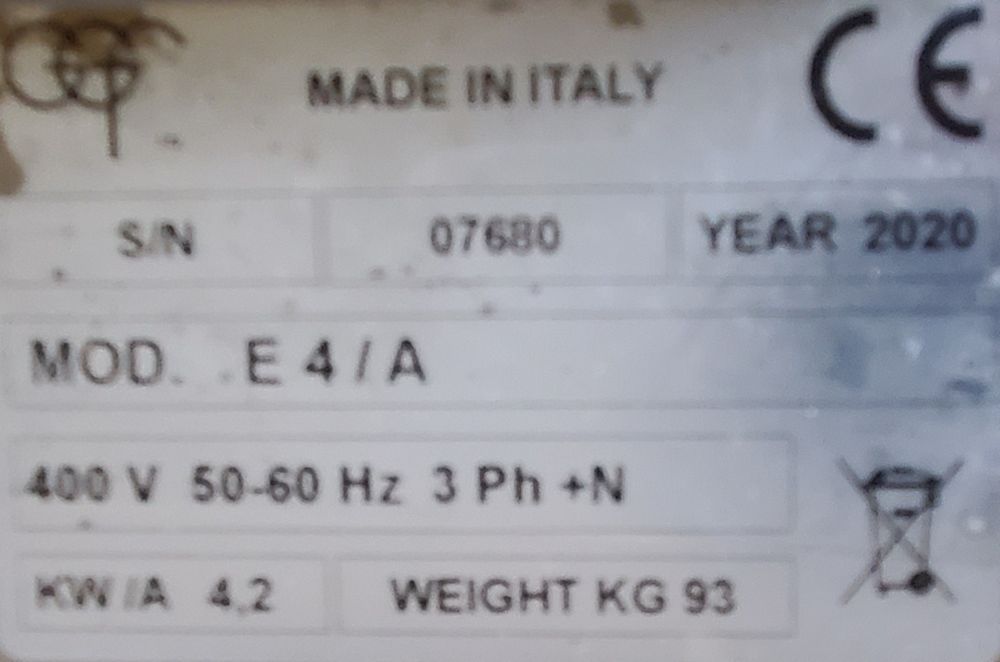 MADE IN ITALY CE
S/N 07680 YEAR 2020
MOD. E 4 / A
400 V 50-60 Hz 3 Ph +N
KW /A 4,2 WEIGHT KG 93